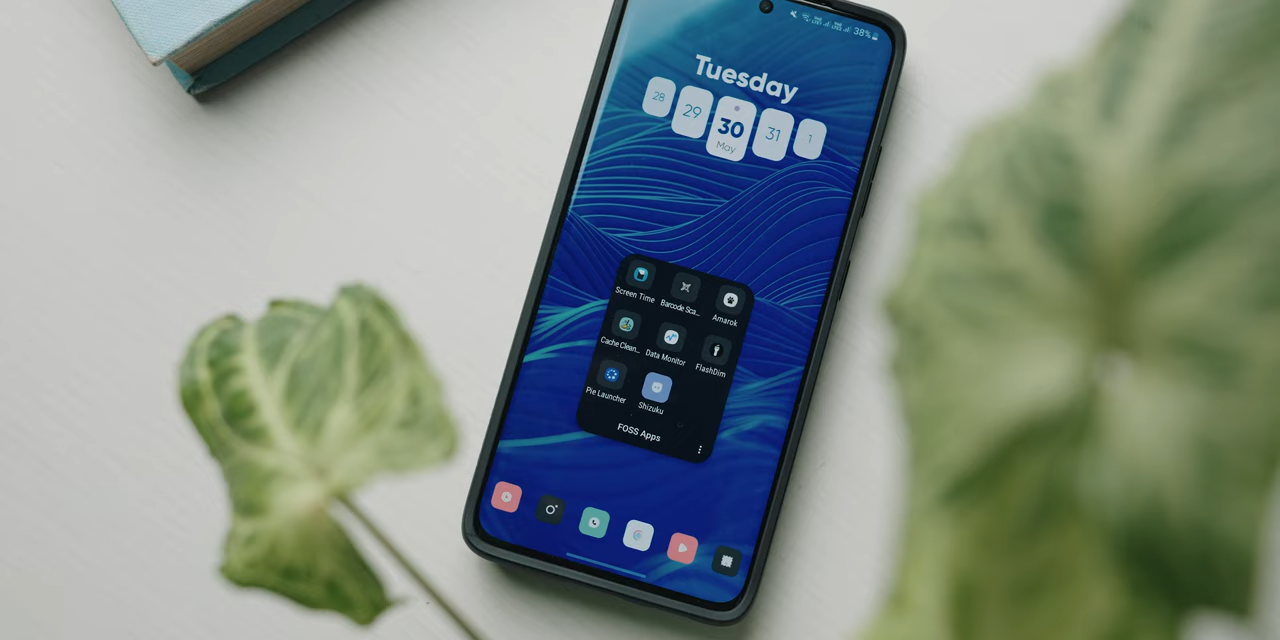 38%
Tuesday
28 29 30 31 1
May
Screen Time Barcode Sca... Amarok
Cache Clean... Data Monitor FlashDim
Pie Launcher Shizuku
FOSS Apps